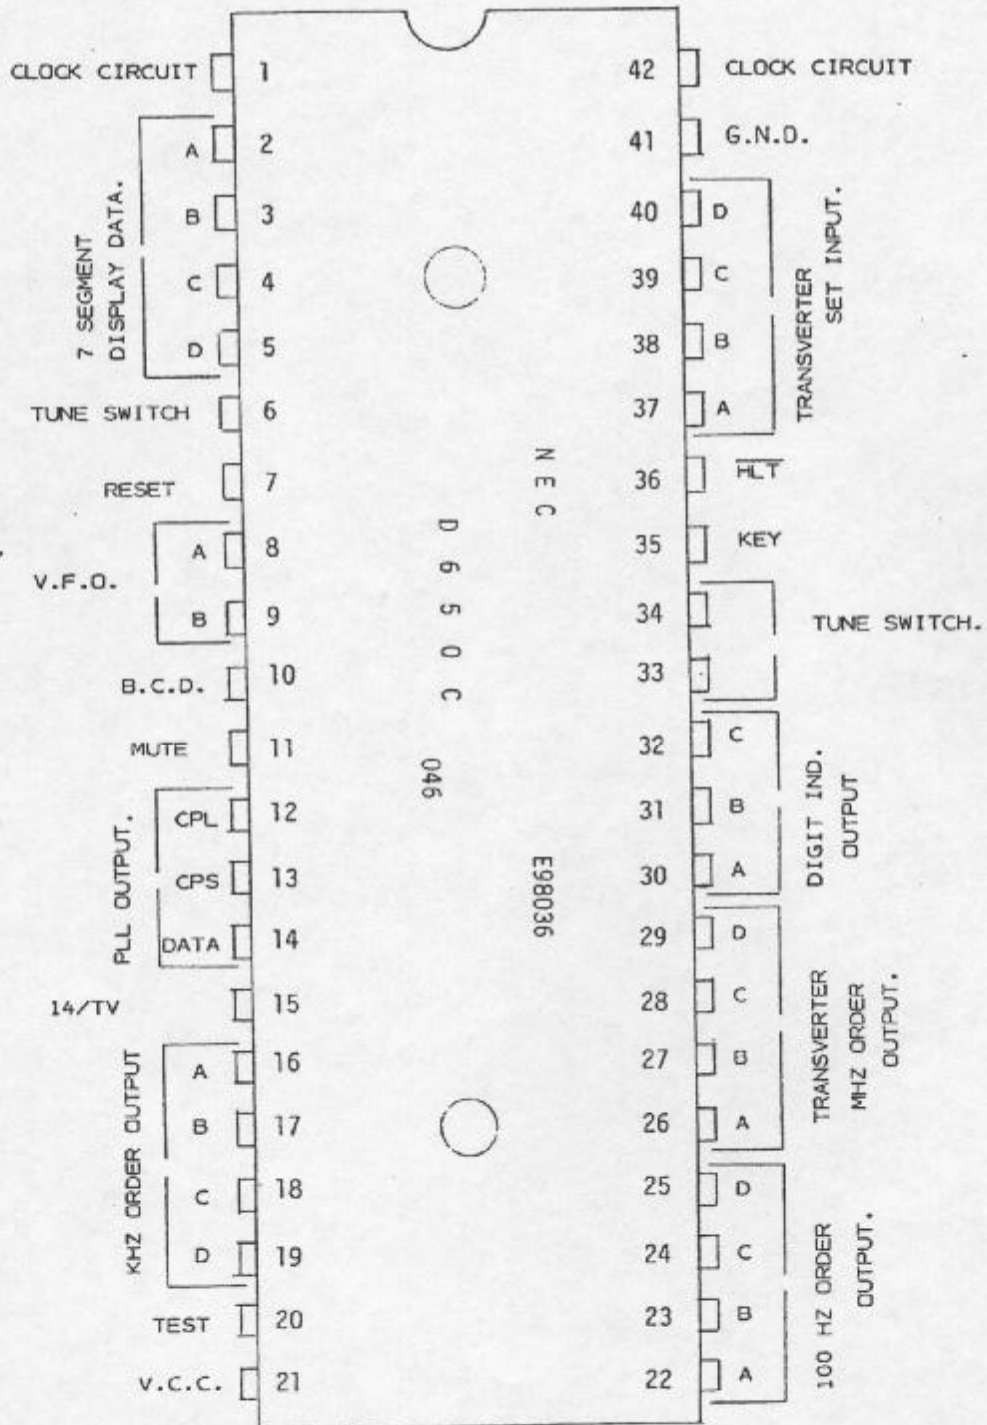 CLOCK CIRCUIT 1
A 2
B 3
C 4
D 5
7 SEGMENT
DISPLAY DATA.
TUNE SWITCH 6
RESET 7
V.F.O.
A 8
B 9
B.C.D. 10
MUTE 11
PLL OUTPUT.
CPL 12
CPS 13
DATA 14
14/TV 15
KHZ ORDER OUTPUT
A 16
B 17
C 18
D 19
TEST 20
V.C.C. 21
NEC
D650C
046
E98036
42 CLOCK CIRCUIT
41 G.N.D.
40 D
39 C
38 B
37 A
TRANSVERTER
SET INPUT.
36 HLT
35 KEY
34
33
TUNE SWITCH.
32 C
31 B
30 A
DIGIT IND.
OUTPUT
29 D
28 C
27 B
26 A
TRANSVERTER
MHZ ORDER
OUTPUT.
25 D
24 C
23 B
22 A
100 HZ ORDER
OUTPUT.